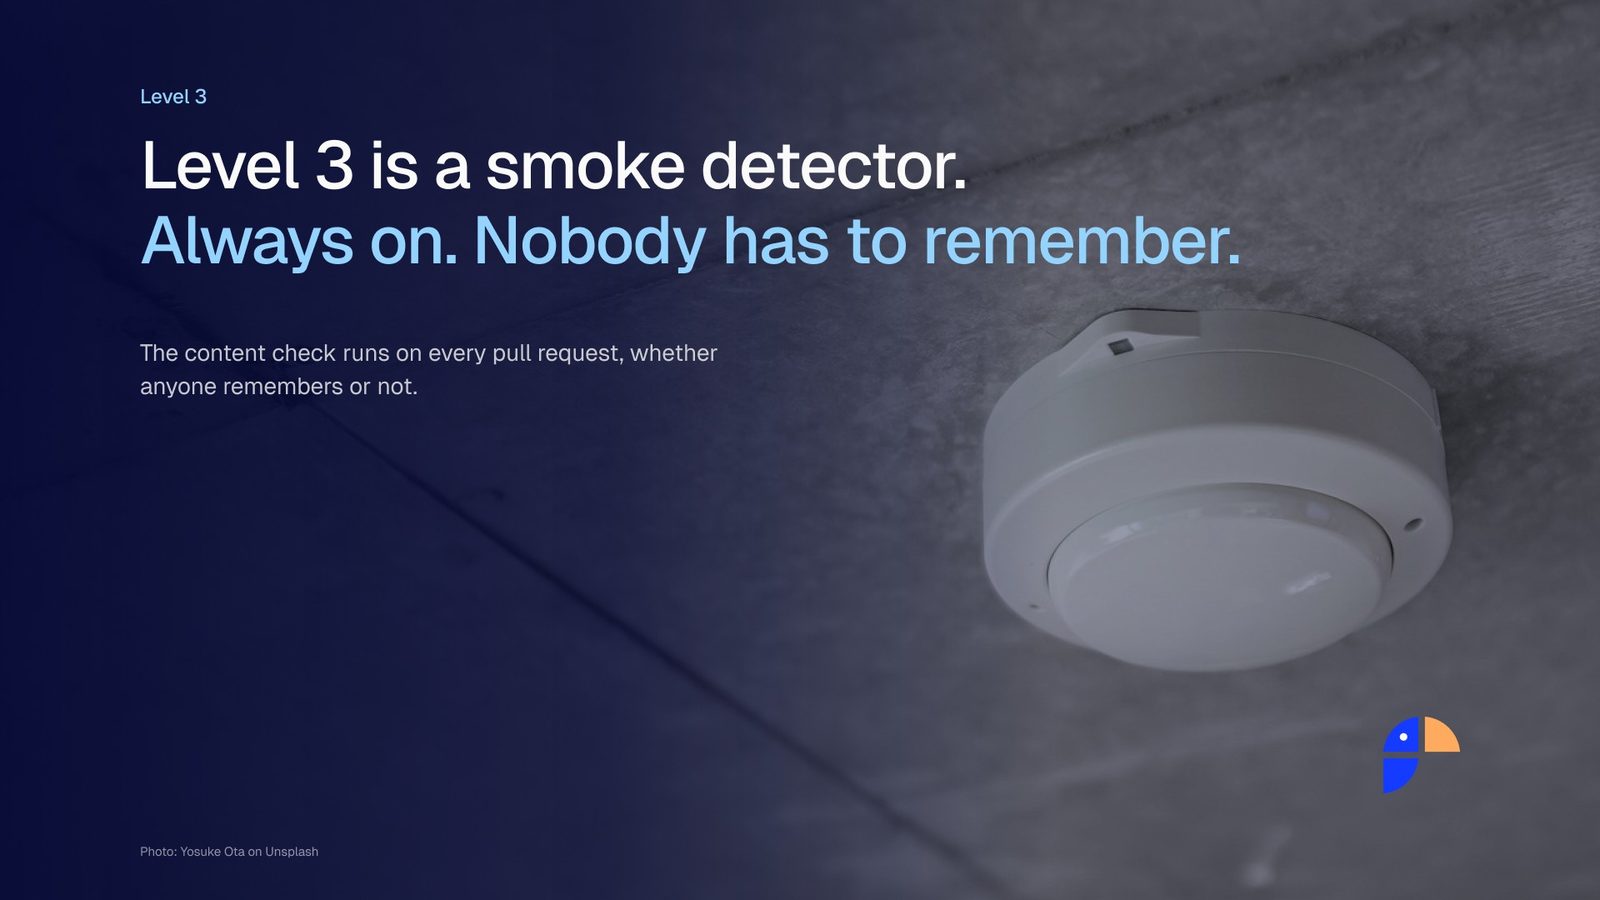 Level 3
Level 3 is a smoke detector.
Always on. Nobody has to remember.
The content check runs on every pull request, whether
anyone remembers or not.
Photo: Yosuke Ota on Unsplash